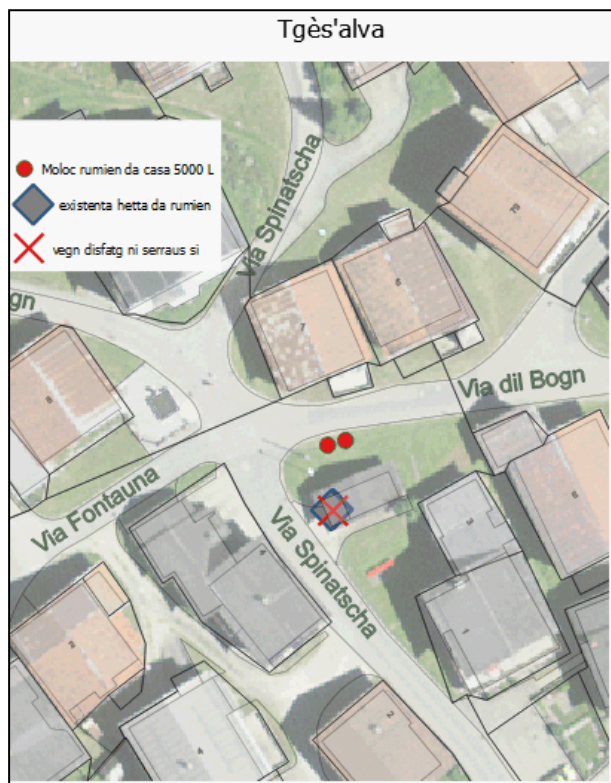 Tgès'alva
Moloc rumien da casa 5000 L
existenta hetta da rumien
vegn disfatg ni serraus si
Via Spinatscha
gn
Via dil Bogn
Via Fontauna
Via Spinatscha